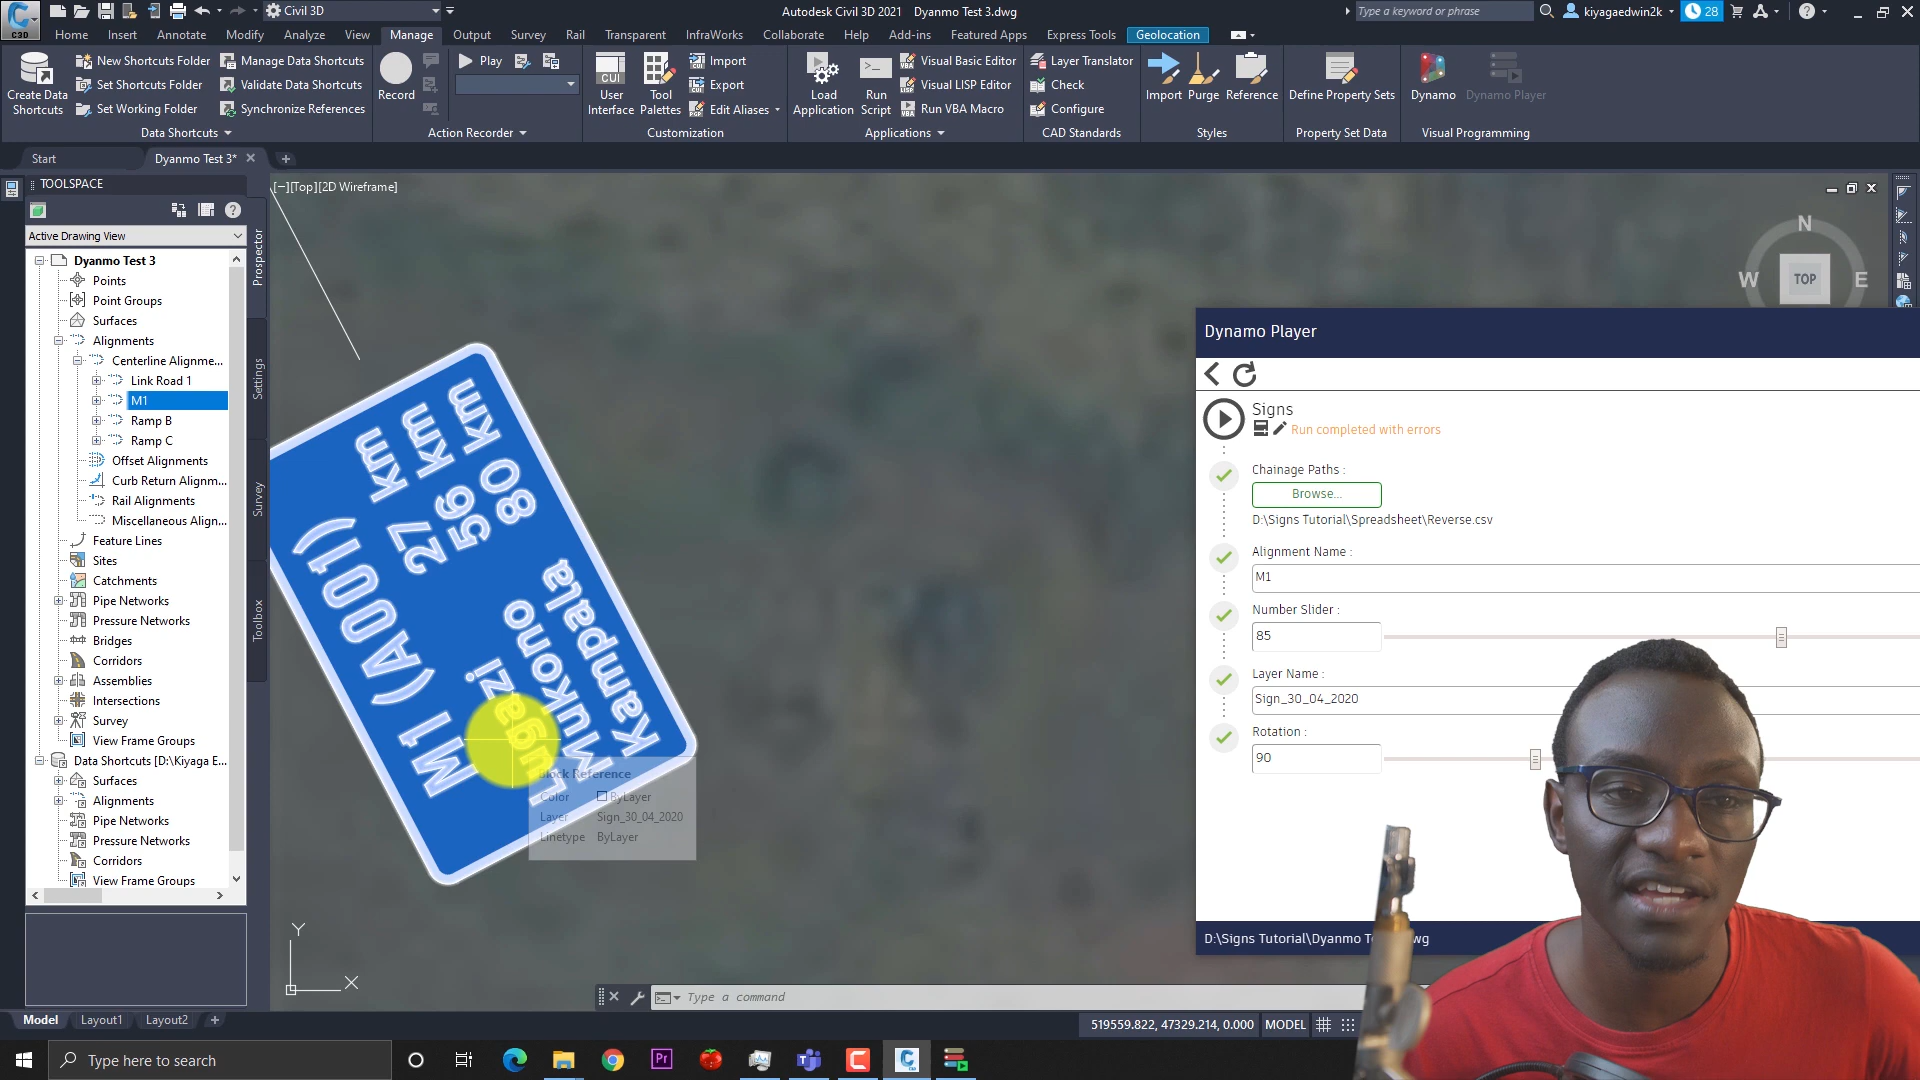 Civil 3D
Autodesk Civil 3D 2021 Dyanmo Test 3.dwg
Type a keyword or phrase
kiyagaedwin2k
28
C3D
Home Insert Annotate Modify Analyze View Manage Output Survey Rail Transparent InfraWorks Collaborate Help Add-ins Featured Apps Express Tools Geolocation
Create Data Shortcuts
New Shortcuts Folder
Set Shortcuts Folder
Set Working Folder
Manage Data Shortcuts
Validate Data Shortcuts
Synchronize References
Data Shortcuts
Record
Play
Action Recorder
CUI
User Interface
Tool Palettes
Import
Export
Edit Aliases
Customization
Load Application
Run Script
Visual Basic Editor
Visual LISP Editor
Run VBA Macro
Applications
Layer Translator
Check
Configure
CAD Standards
Import
Purge
Reference
Styles
Define Property Sets
Property Set Data
Dynamo
Dynamo Player
Visual Programming
Start
Dyanmo Test 3*
TOOLSPACE
Active Drawing View
Dyanmo Test 3
Points
Point Groups
Surfaces
Alignments
Centerline Alignme...
Link Road 1
M1
Ramp B
Ramp C
Offset Alignments
Curb Return Alignm...
Rail Alignments
Miscellaneous Align...
Feature Lines
Sites
Catchments
Pipe Networks
Pressure Networks
Bridges
Corridors
Assemblies
Intersections
Survey
View Frame Groups
Data Shortcuts [D:\Kiyaga E...
Surfaces
Alignments
Pipe Networks
Pressure Networks
Corridors
View Frame Groups
Prospector
Settings
Survey
Toolbox
[−][Top][2D Wireframe]
N
W TOP E
M1 (A001)
27 km
Mukono 56 km
Kampala 80 km
Block Reference
Color ByLayer
Layer Sign_30_04_2020
Linetype ByLayer
Y
X
Dynamo Player
Signs
Run completed with errors
Chainage Paths :
Browse...
D:\Signs Tutorial\Spreadsheet\Reverse.csv
Alignment Name :
M1
Number Slider :
85
Layer Name :
Sign_30_04_2020
Rotation :
90
D:\Signs Tutorial\Dyanmo T
wg
Type a command
Model Layout1 Layout2
519559.822, 47329.214, 0.000 MODEL
Type here to search
Pr